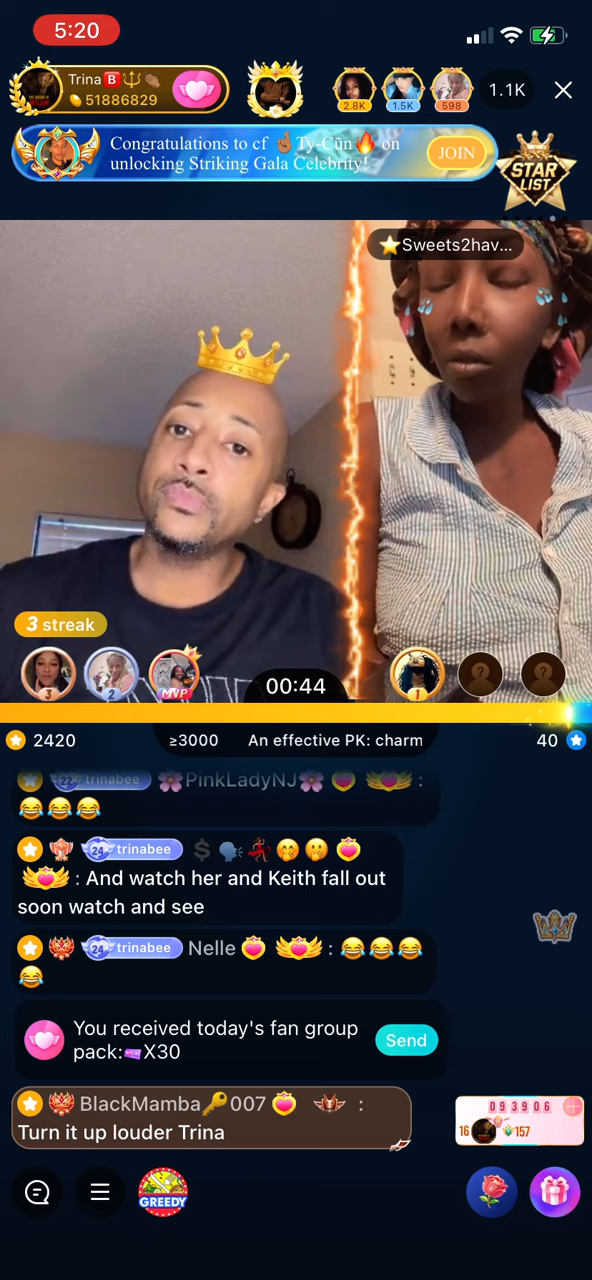 5:20
Trina🅱️🔱👏🏽
51886829
2.8K
1.5K
598
1.1K
Congratulations to cf ✌🏾Ty-Cūn🔥 on
unlocking Striking Gala Celebrity!
JOIN
STAR
LIST
⭐Sweets2hav...
3 streak
3
2
MVP
00:44
1
?
?
2420
≥3000
An effective PK: charm
40
22 trinabee 🌸PinkLadyNJ🌸 :
😂😂😂
24 trinabee 💲🗣💃🏾🤭🫢
: And watch her and Keith fall out
soon watch and see
24 trinabee Nelle : 😂😂😂
😂
You received today's fan group
pack: X30
Send
BlackMamba🔑007 :
Turn it up louder Trina
093906
16
157
GREEDY